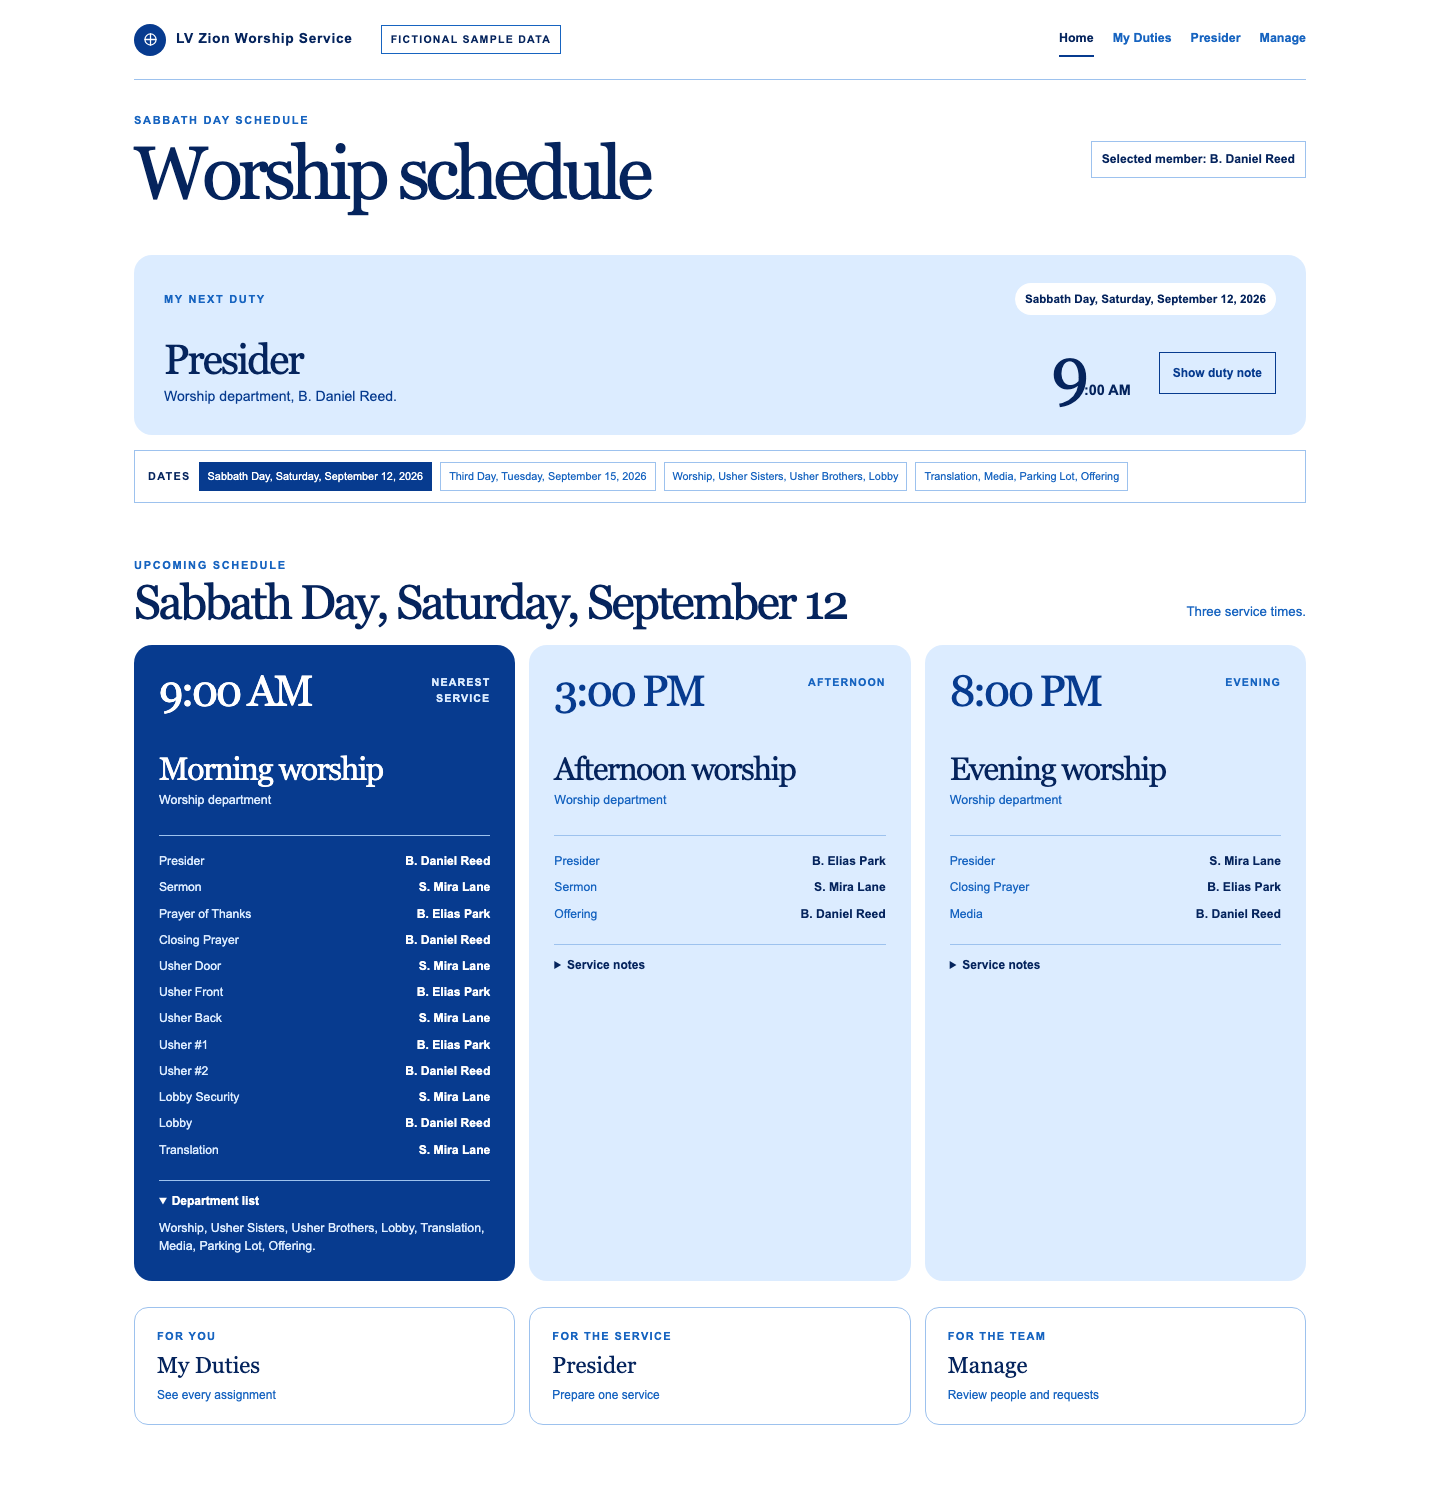 LV Zion Worship Service
FICTIONAL SAMPLE DATA
Home
My Duties
Presider
Manage
SABBATH DAY SCHEDULE
Worship schedule
Selected member: B. Daniel Reed
MY NEXT DUTY
Sabbath Day, Saturday, September 12, 2026
Presider
Worship department, B. Daniel Reed.
9:00 AM
Show duty note
DATES
Sabbath Day, Saturday, September 12, 2026
Third Day, Tuesday, September 15, 2026
Worship, Usher Sisters, Usher Brothers, Lobby
Translation, Media, Parking Lot, Offering
UPCOMING SCHEDULE
Sabbath Day, Saturday, September 12
Three service times.
9:00 AM
NEAREST
SERVICE
Morning worship
Worship department
Presider B. Daniel Reed
Sermon S. Mira Lane
Prayer of Thanks B. Elias Park
Closing Prayer B. Daniel Reed
Usher Door S. Mira Lane
Usher Front B. Elias Park
Usher Back S. Mira Lane
Usher #1 B. Elias Park
Usher #2 B. Daniel Reed
Lobby Security S. Mira Lane
Lobby B. Daniel Reed
Translation S. Mira Lane
Department list
Worship, Usher Sisters, Usher Brothers, Lobby, Translation,
Media, Parking Lot, Offering.
3:00 PM
AFTERNOON
Afternoon worship
Worship department
Presider B. Elias Park
Sermon S. Mira Lane
Offering B. Daniel Reed
Service notes
8:00 PM
EVENING
Evening worship
Worship department
Presider S. Mira Lane
Closing Prayer B. Elias Park
Media B. Daniel Reed
Service notes
FOR YOU
My Duties
See every assignment
FOR THE SERVICE
Presider
Prepare one service
FOR THE TEAM
Manage
Review people and requests